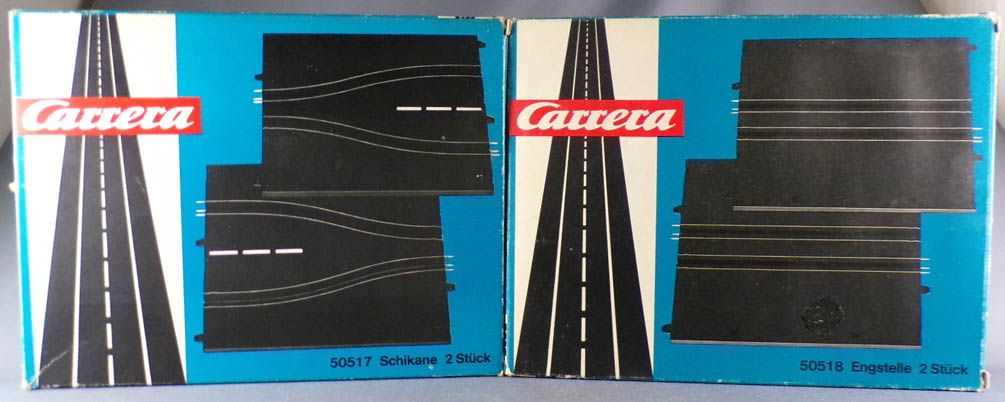 Carrera
50517 Schikane 2 Stück
Carrera
50518 Engstelle 2 Stück